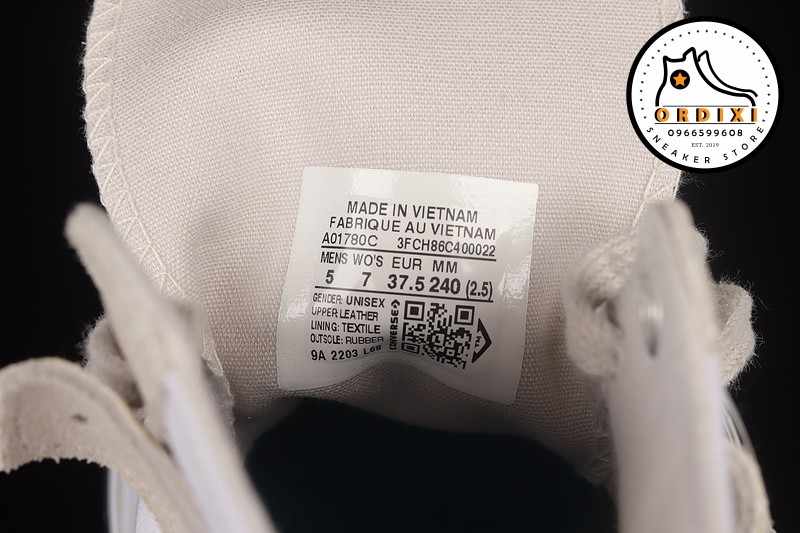 ORDIXI
0966599608
EST. 2019
SNEAKER STORE
MADE IN VIETNAM
FABRIQUE AU VIETNAM
A01780C 3FCH86C400022
MENS WO'S EUR MM
5 7 37.5 240 (2.5)
GENDER: UNISEX
UPPER: LEATHER
LINING: TEXTILE
OUTSOLE: RUBBER
9A 2203 L6B
CONVERSE